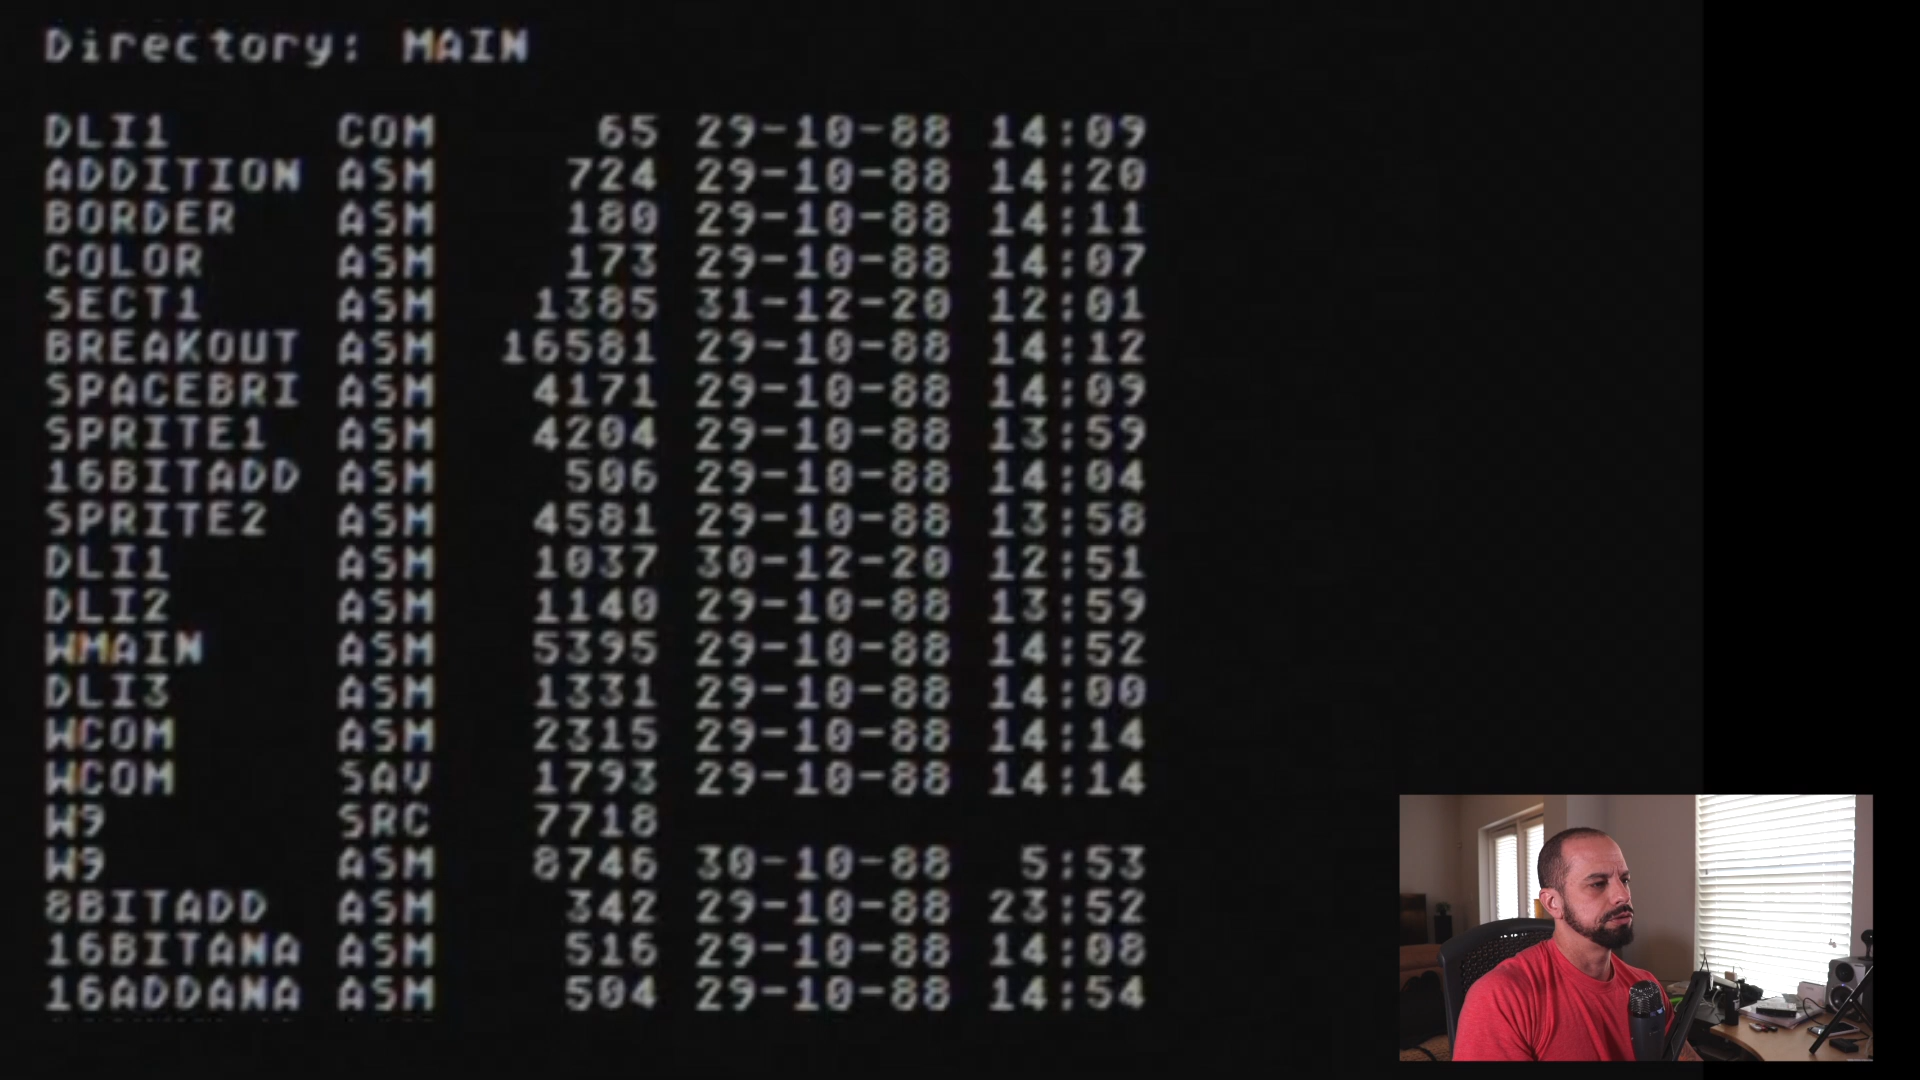 Directory: MAIN
DLI1 COM 65 29-10-88 14:09
ADDITION ASM 724 29-10-88 14:20
BORDER ASM 180 29-10-88 14:11
COLOR ASM 173 29-10-88 14:07
SECT1 ASM 1385 31-12-20 12:01
BREAKOUT ASM 16581 29-10-88 14:12
SPACEBRI ASM 4171 29-10-88 14:09
SPRITE1 ASM 4204 29-10-88 13:59
16BITADD ASM 506 29-10-88 14:04
SPRITE2 ASM 4581 29-10-88 13:58
DLI1 ASM 1037 30-12-20 12:51
DLI2 ASM 1140 29-10-88 13:59
WMAIN ASM 5395 29-10-88 14:52
DLI3 ASM 1331 29-10-88 14:00
WCOM ASM 2315 29-10-88 14:14
WCOM SAV 1793 29-10-88 14:14
W9 SRC 7718
W9 ASM 8746 30-10-88 5:53
8BITADD ASM 342 29-10-88 23:52
16BITANA ASM 516 29-10-88 14:08
16ADDANA ASM 504 29-10-88 14:54